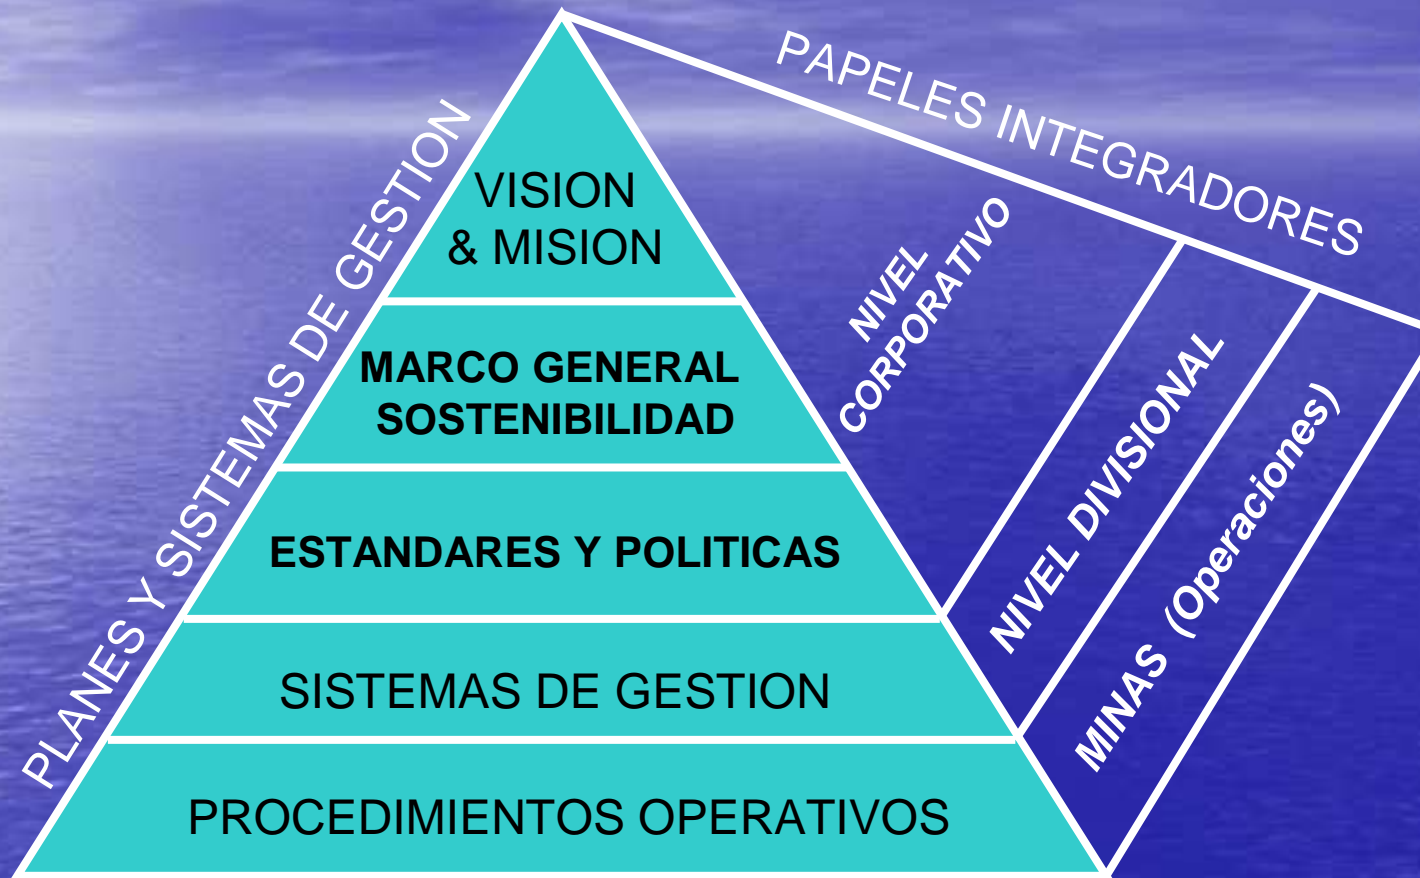 PAPELES INTEGRADORES
PLANES Y SISTEMAS DE GESTION
VISION
& MISION
MARCO GENERAL
SOSTENIBILIDAD
ESTANDARES Y POLITICAS
SISTEMAS DE GESTION
PROCEDIMIENTOS OPERATIVOS
NIVEL
CORPORATIVO
NIVEL DIVISIONAL
MINAS (Operaciones)